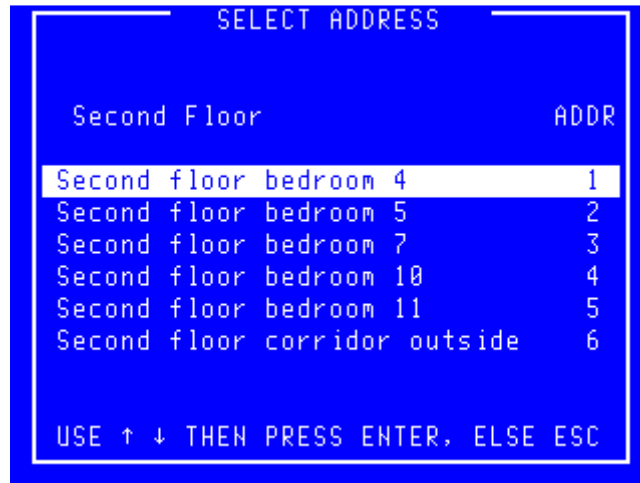 SELECT ADDRESS
Second Floor ADDR
Second floor bedroom 4 1
Second floor bedroom 5 2
Second floor bedroom 7 3
Second floor bedroom 10 4
Second floor bedroom 11 5
Second floor corridor outside 6
USE ↑ ↓ THEN PRESS ENTER, ELSE ESC